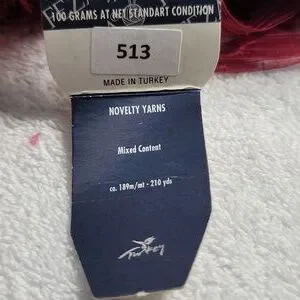 100 GRAMS AT NET STANDART CONDITION
513
MADE IN TURKEY
NOVELTY YARNS
Mixed Content
ca. 189m/mt - 210 yds
Turkey